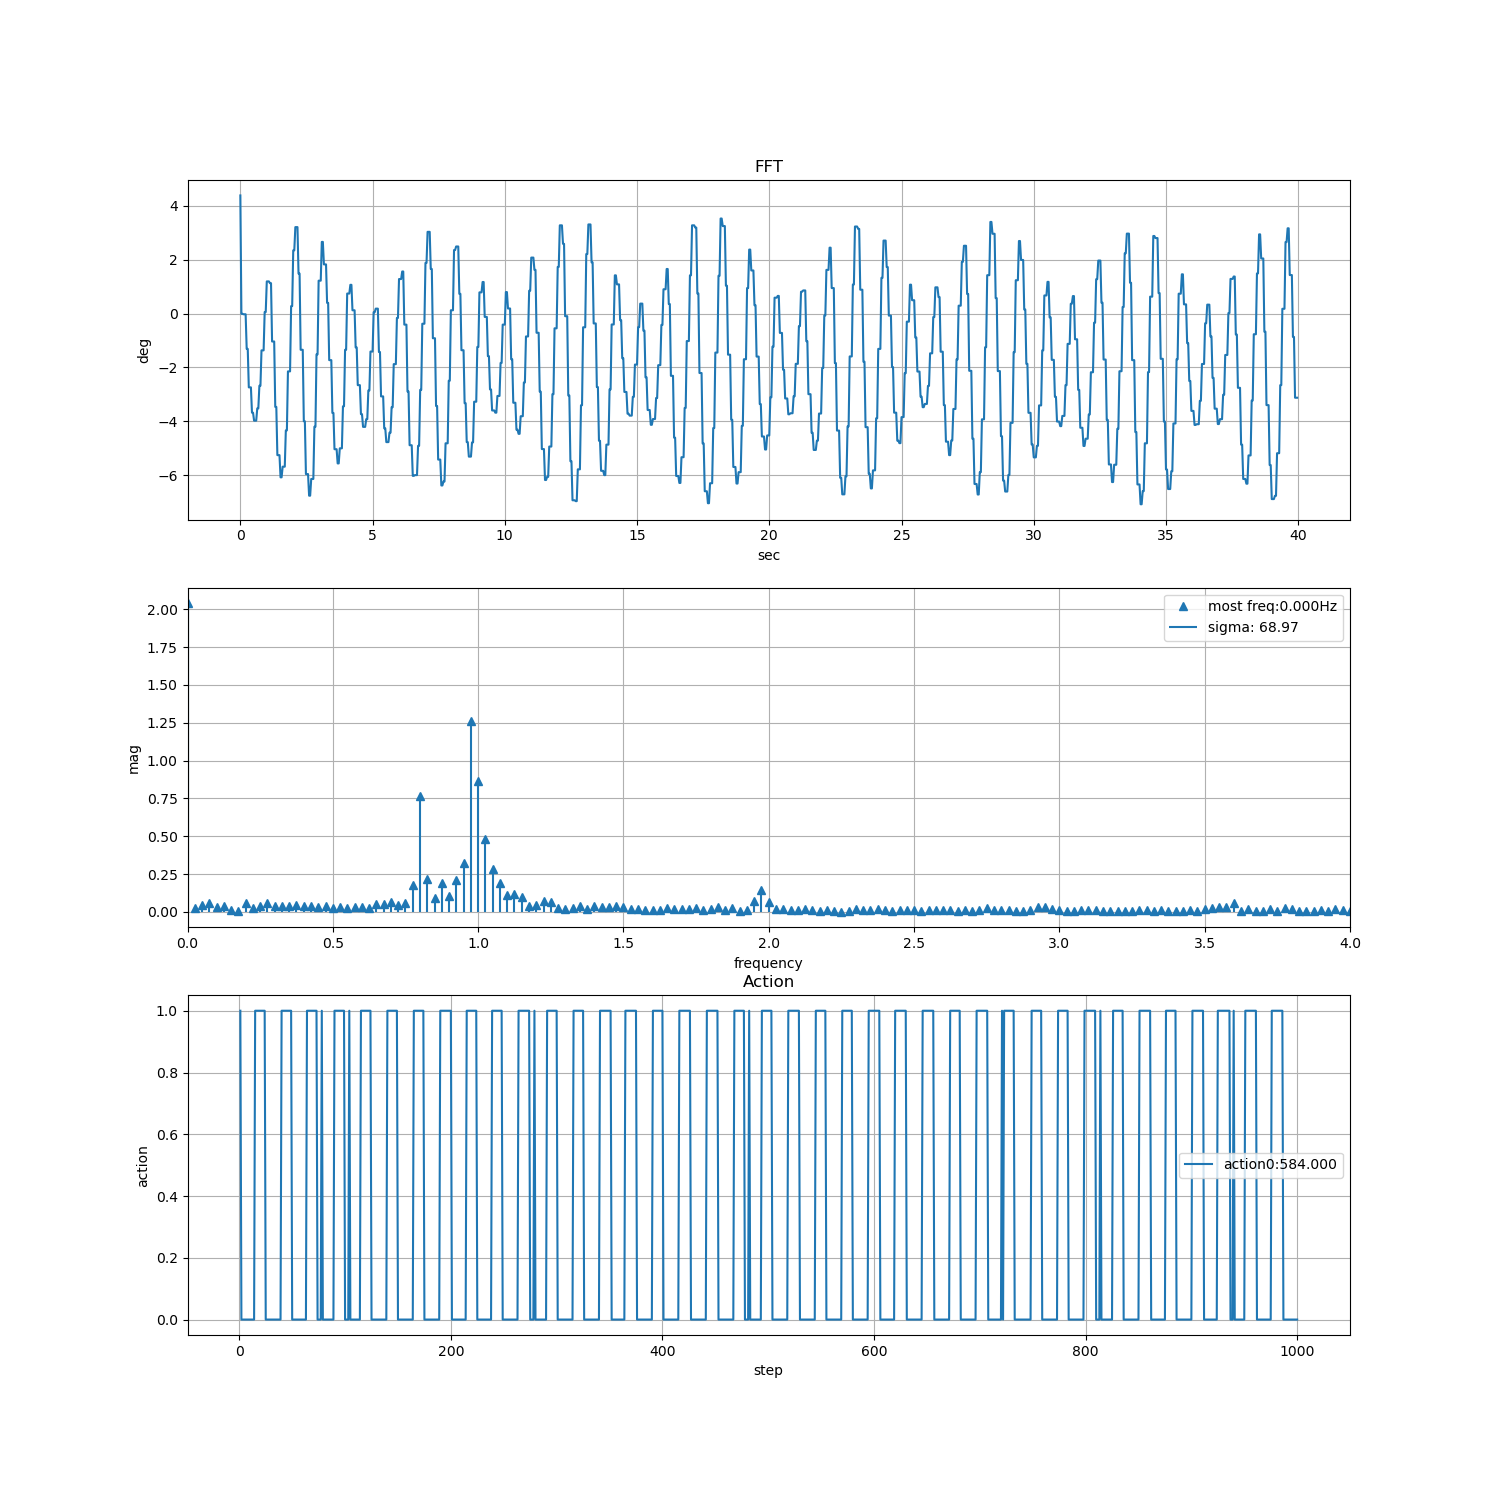 FFT
4
2
0
−2
−4
−6
deg
0 5 10 15 20 25 30 35 40
sec
2.00
1.75
1.50
1.25
1.00
0.75
0.50
0.25
0.00
mag
most freq:0.000Hz
sigma: 68.97
0.0 0.5 1.0 1.5 2.0 2.5 3.0 3.5 4.0
frequency
Action
1.0
0.8
0.6
0.4
0.2
0.0
action
action0:584.000
0 200 400 600 800 1000
step